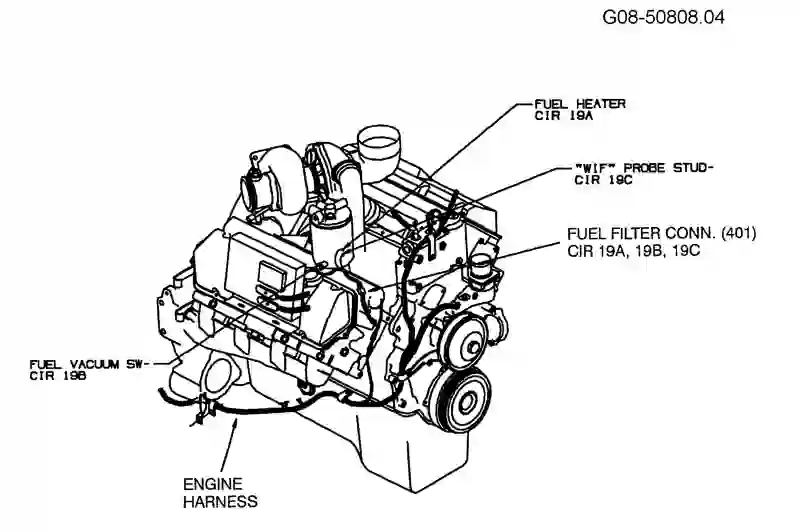 G08-50808.04
FUEL HEATER
CIR 19A
"WIF" PROBE STUD-
CIR 19C
FUEL FILTER CONN. (401)
CIR 19A, 19B, 19C
FUEL VACUUM SW-
CIR 19B
ENGINE
HARNESS